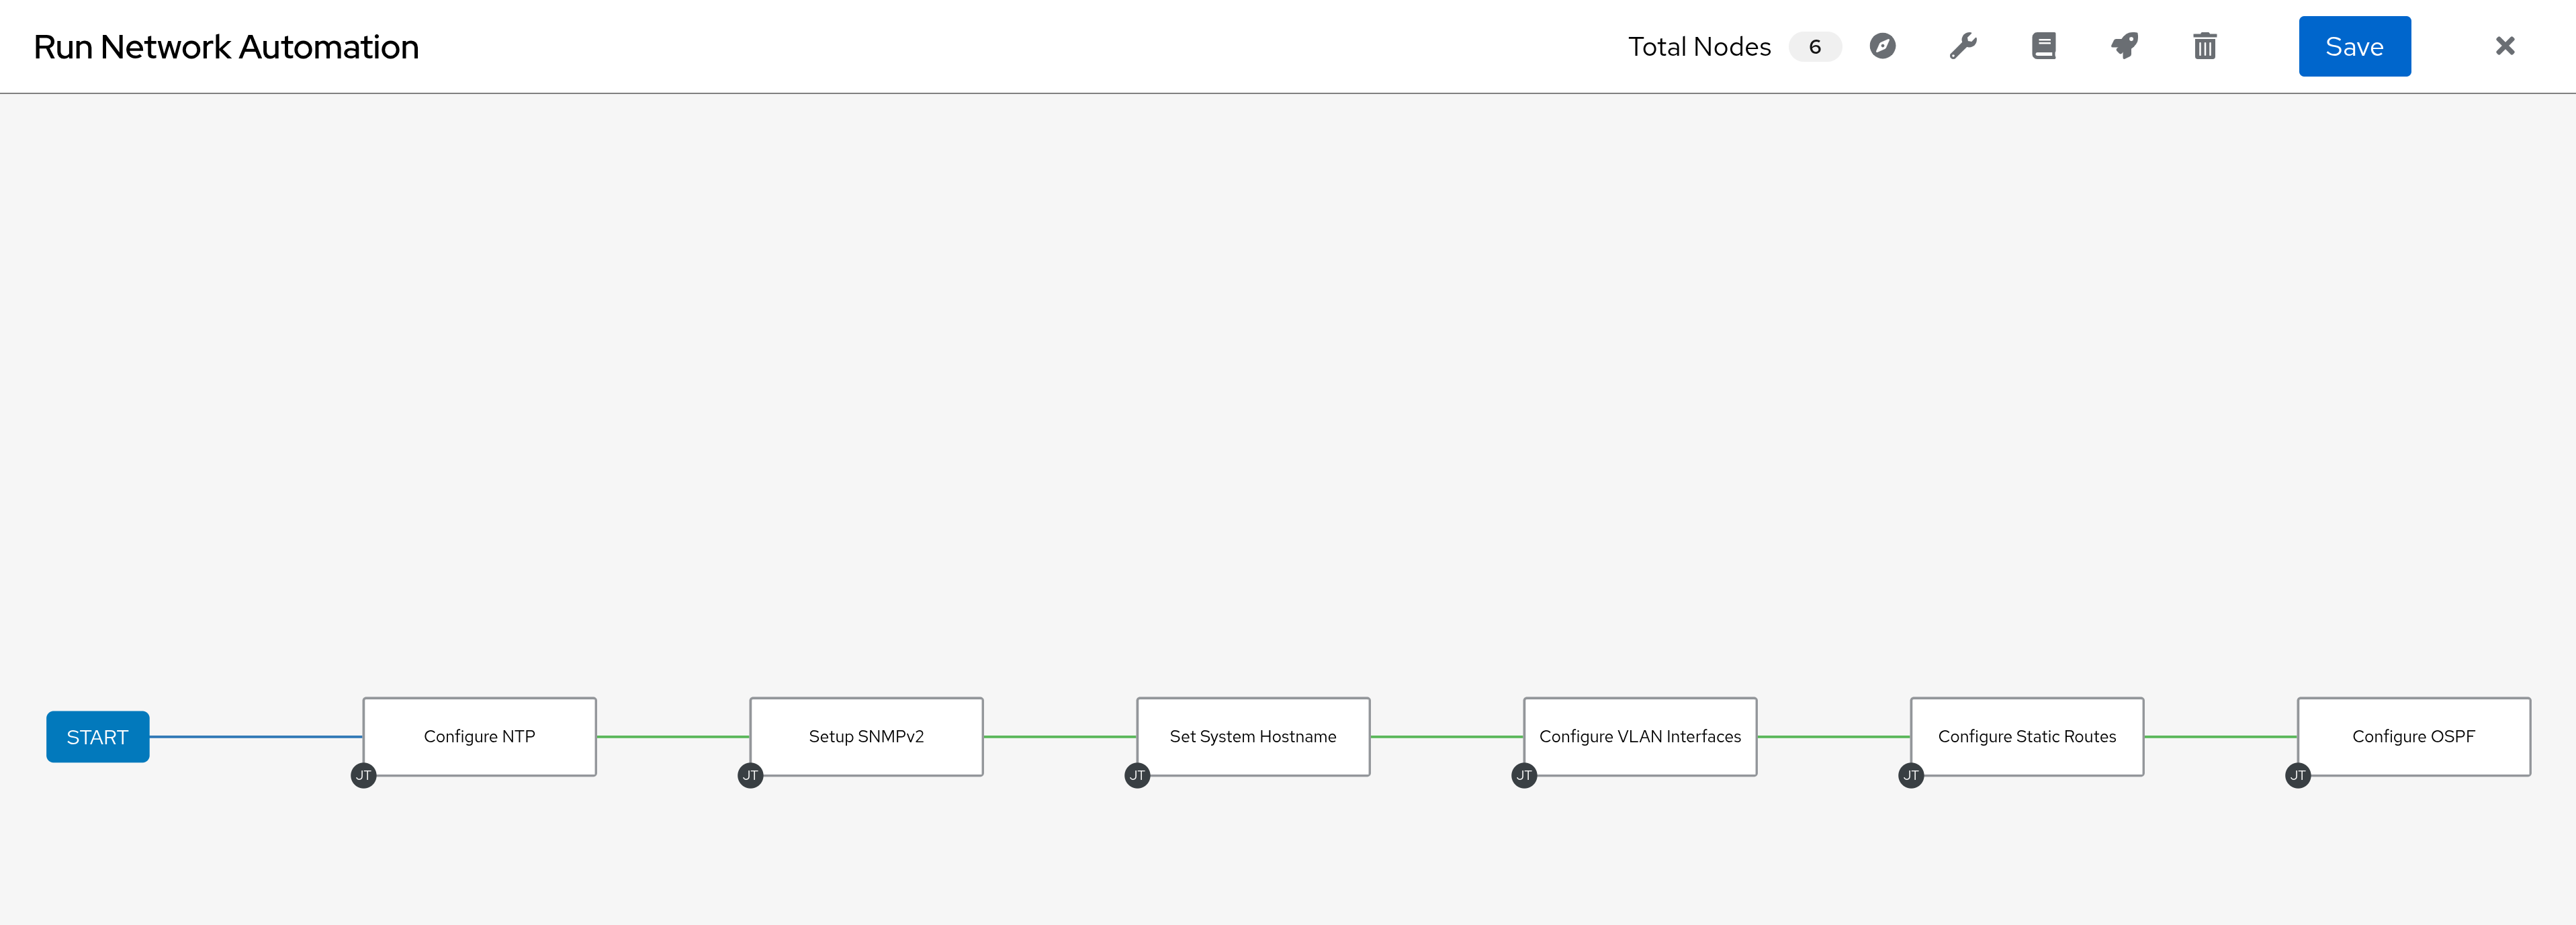 Run Network Automation
Total Nodes 6
Save
START
Configure NTP
JT
Setup SNMPv2
JT
Set System Hostname
JT
Configure VLAN Interfaces
JT
Configure Static Routes
JT
Configure OSPF
JT